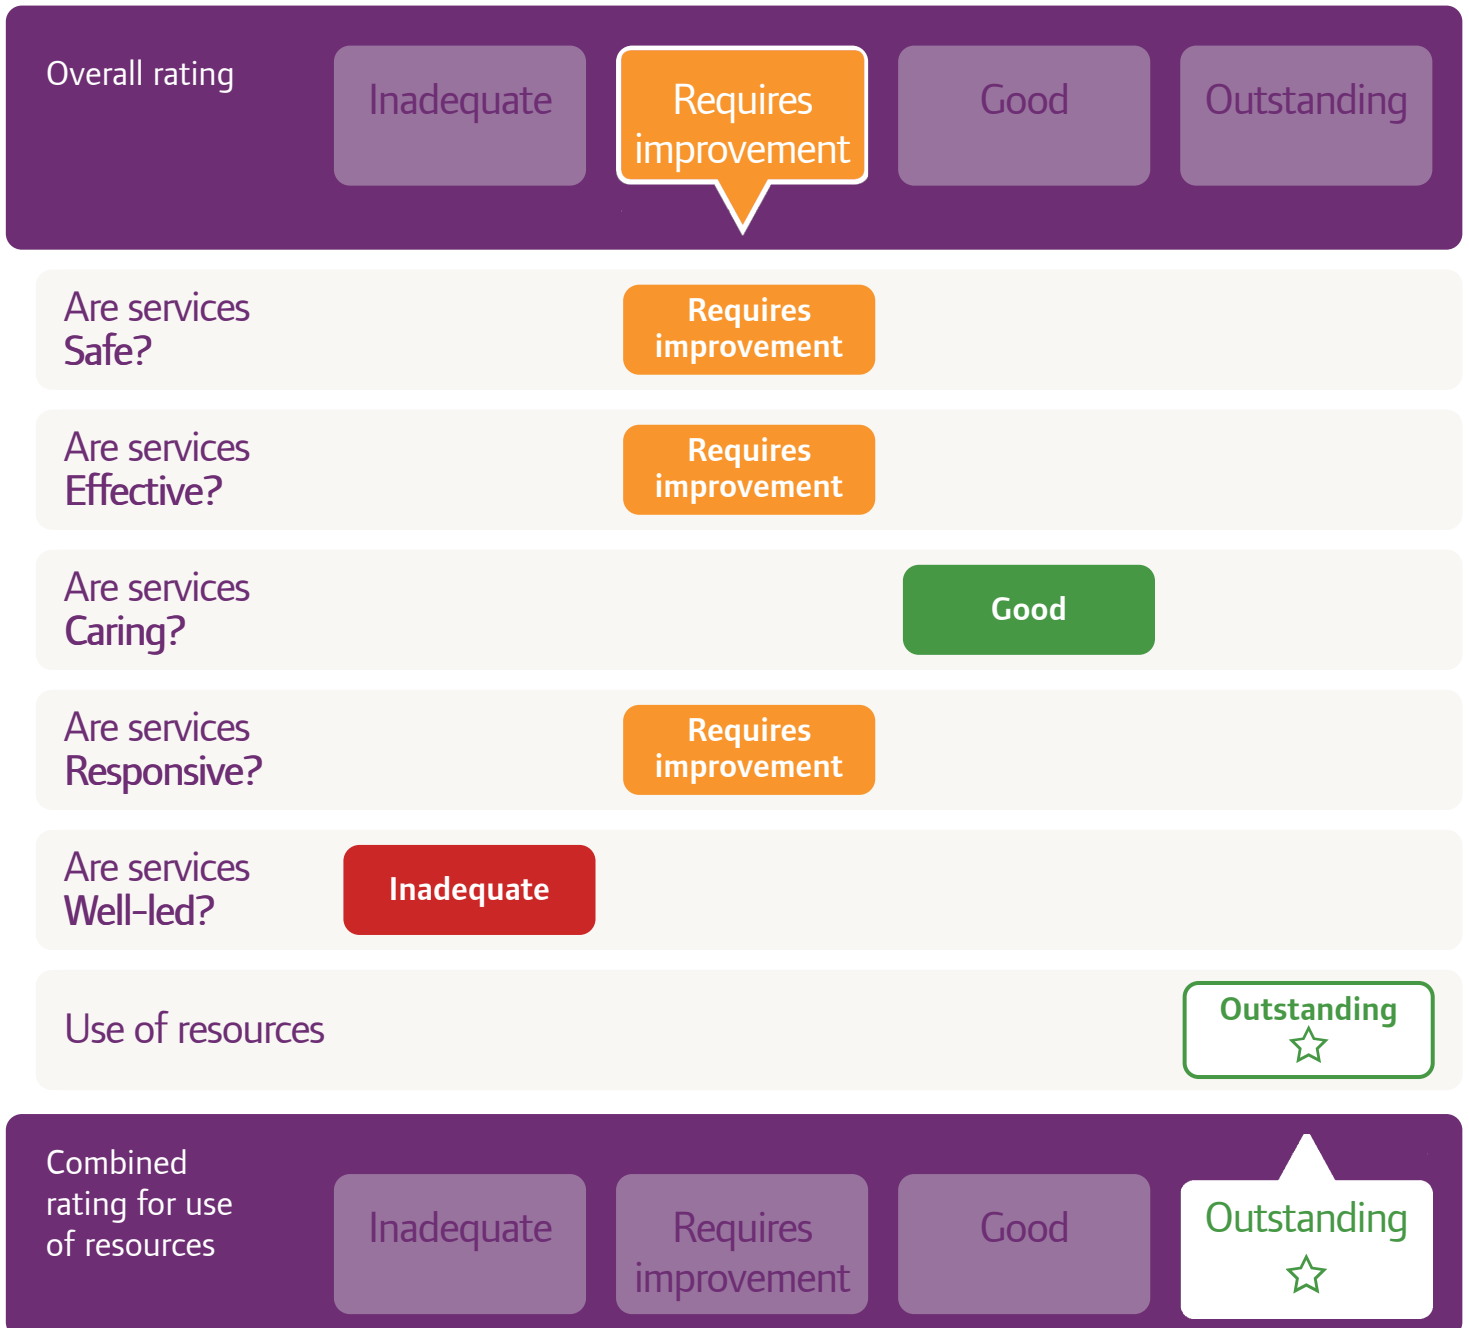 Overall rating
Inadequate
Requires
improvement
Good
Outstanding
Are services
Safe?
Requires
improvement
Are services
Effective?
Requires
improvement
Are services
Caring?
Good
Are services
Responsive?
Requires
improvement
Are services
Well-led?
Inadequate
Use of resources
Outstanding
Combined
rating for use
of resources
Inadequate
Requires
improvement
Good
Outstanding